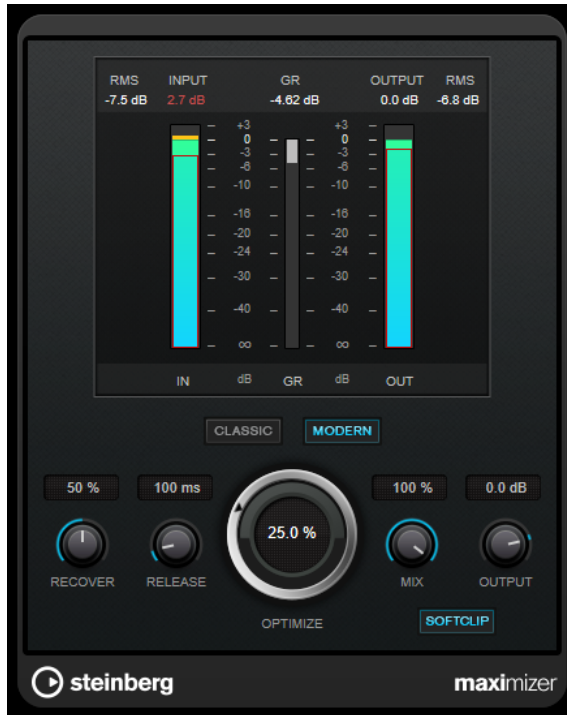 RMS INPUT GR OUTPUT RMS
-7.5 dB 2.7 dB -4.62 dB 0.0 dB -6.8 dB
+3 +3
0 0
-3 -3
-6 -6
-10 -10
-16 -16
-20 -20
-24 -24
-30 -30
-40 -40
∞ ∞
IN dB GR dB OUT
CLASSIC MODERN
50 % 100 ms 100 % 0.0 dB
25.0 %
RECOVER RELEASE MIX OUTPUT
OPTIMIZE SOFTCLIP
steinberg maximizer